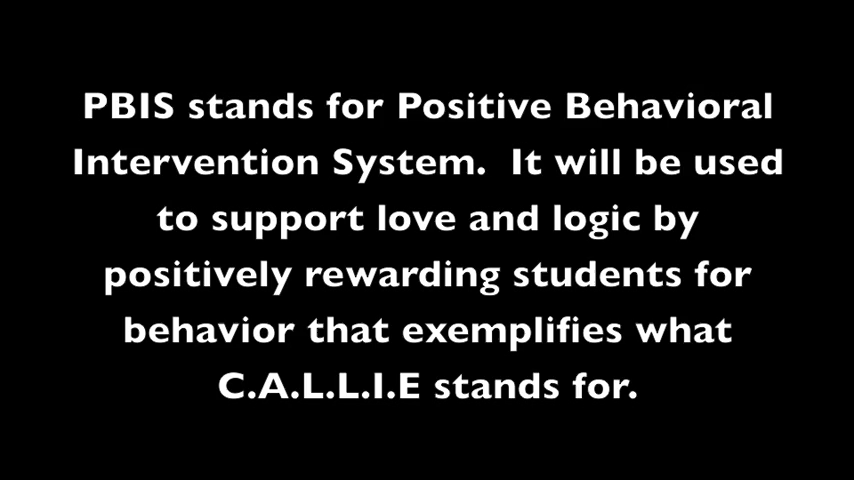 PBIS stands for Positive Behavioral
Intervention System.  It will be used
to support love and logic by
positively rewarding students for
behavior that exemplifies what
C.A.L.L.I.E stands for.